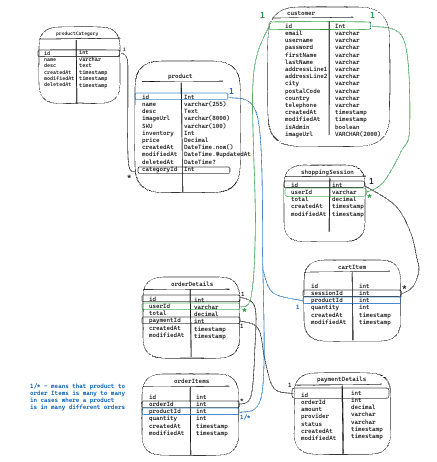 productCategory
id int
name varchar
desc text
createdAt timestamp
modifiedAt timestamp
deletedAt timestamp
1
*
product
id Int
name varchar(255)
desc Text
imageUrl varchar(8000)
SKU varchar(100)
inventory Int
price Decimal
createdAt DateTime.now()
modifiedAt DateTime @updatedAt
deletedAt DateTime?
categoryId Int
1
customer
1 1
id Int
email varchar
username varchar
password varchar
firstName varchar
lastName varchar
addressLine1 varchar
addressLine2 varchar
city varchar
postalCode varchar
country varchar
telephone varchar
createdAt timestamp
modifiedAt timestamp
isAdmin boolean
imageUrl VARCHAR(2000)
shoppingSession
1
id int
userId varchar
total decimal
createdAt timestamp
modifiedAt timestamp
*
cartItem
id int
sessionId int
productId int
quantity int
createdAt timestamp
modifiedAt timestamp
*
1
orderDetails
id int
userId varchar
total decimal
paymentId int
createdAt timestamp
modifiedAt timestamp
1
*
1
orderItems
id int
orderId int
productId int
quantity int
createdAt timestamp
modifiedAt timestamp
*
1/*
paymentDetails
1
id int
orderId int
amount decimal
provider varchar
status varchar
createdAt timestamp
modifiedAt timestamp
1/* - means that product to
order Items is many to many
in cases where a product
is in many different orders